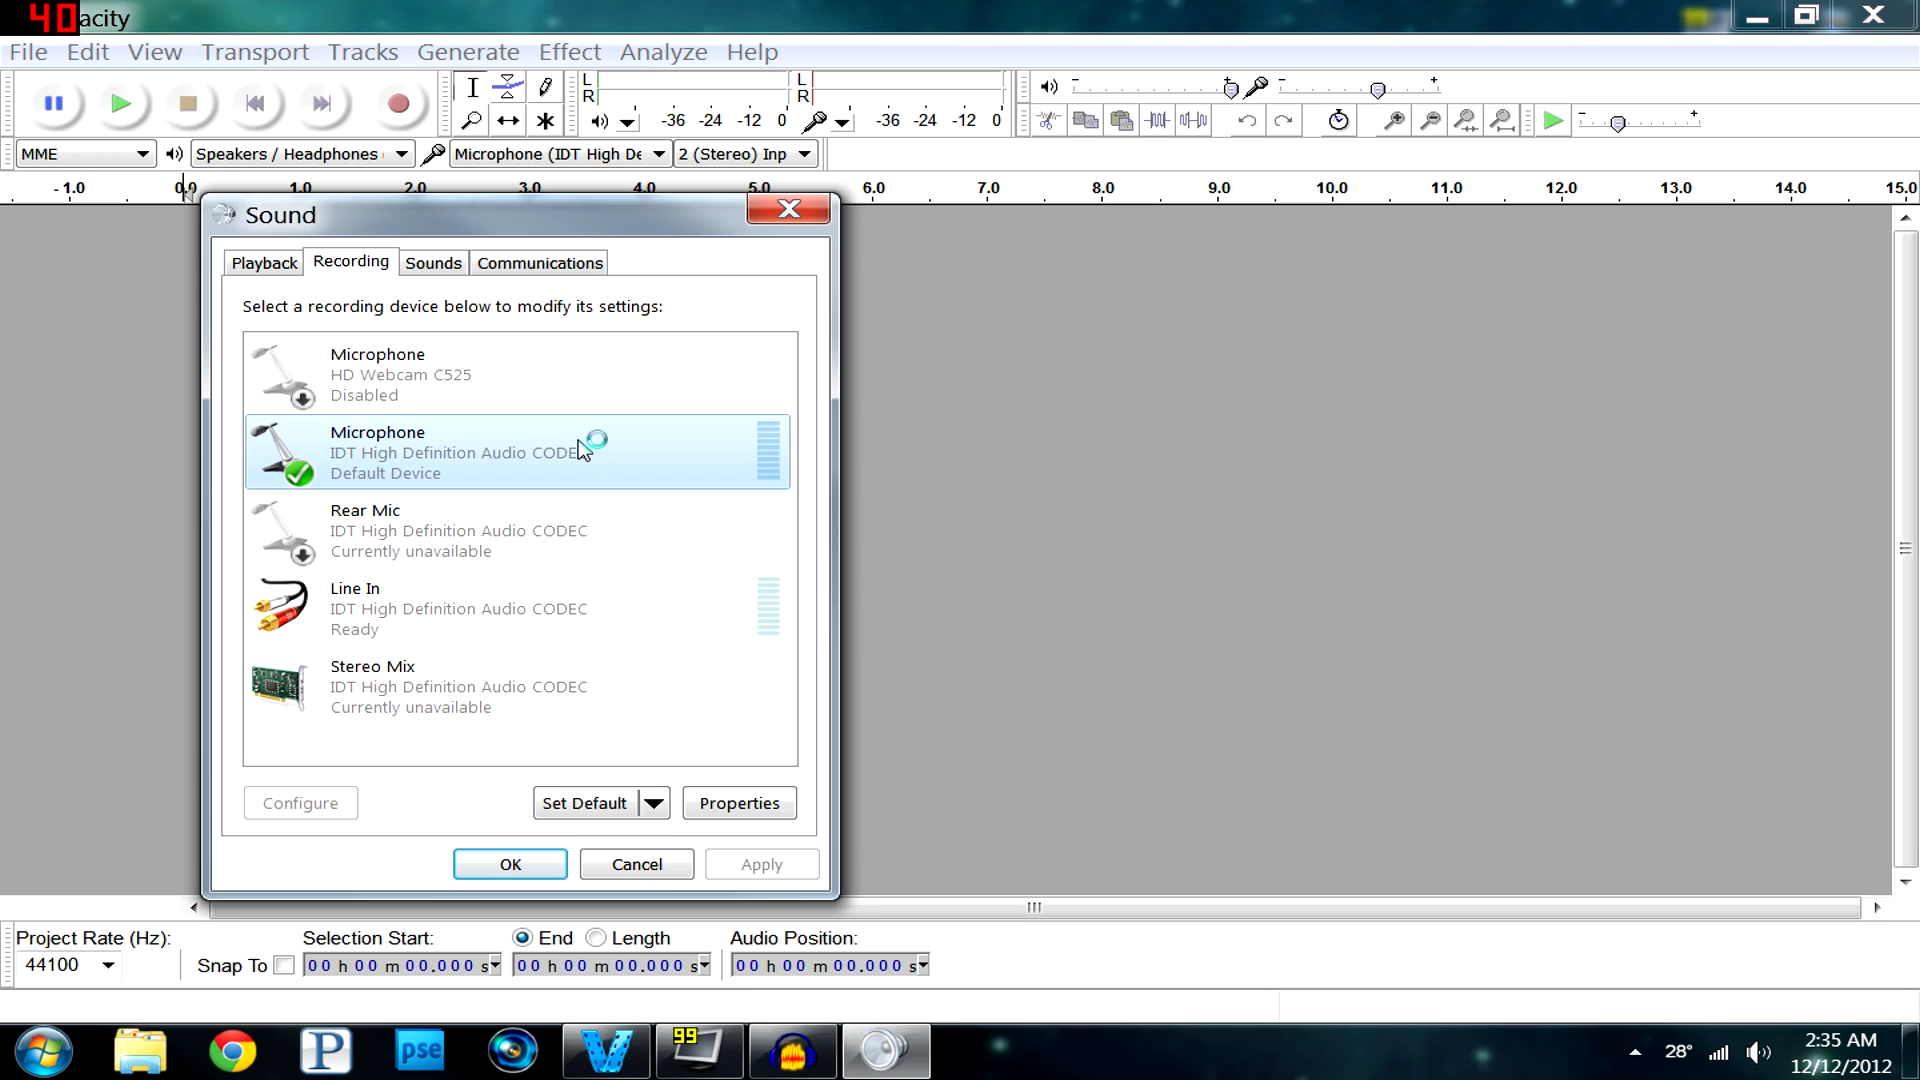 40acity
File Edit View Transport Tracks Generate Effect Analyze Help
L
R
-36 -24 -12 0
L
R
-36 -24 -12 0
- +
- +
- +
MME
Speakers / Headphones (
Microphone (IDT High De
2 (Stereo) Inp
- 1.0 0.0 1.0 2.0 3.0 4.0 5.0 6.0 7.0 8.0 9.0 10.0 11.0 12.0 13.0 14.0 15.0
Sound
Playback Recording Sounds Communications
Select a recording device below to modify its settings:
Microphone
HD Webcam C525
Disabled
Microphone
IDT High Definition Audio CODE
Default Device
Rear Mic
IDT High Definition Audio CODEC
Currently unavailable
Line In
IDT High Definition Audio CODEC
Ready
Stereo Mix
IDT High Definition Audio CODEC
Currently unavailable
Configure Set Default Properties
OK Cancel Apply
Project Rate (Hz): Selection Start: End Length Audio Position:
44100 Snap To 00 h 00 m 00.000 s 00 h 00 m 00.000 s 00 h 00 m 00.000 s
P pse 99 28° 2:35 AM
12/12/2012